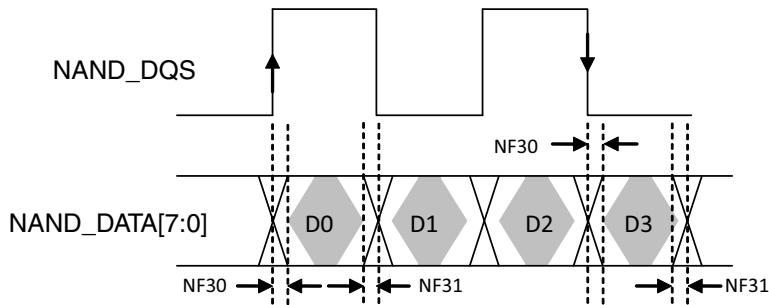 NAND_DQS
NF30
NAND_DATA[7:0]
D0
D1
D2
D3
NF30
NF31
NF31